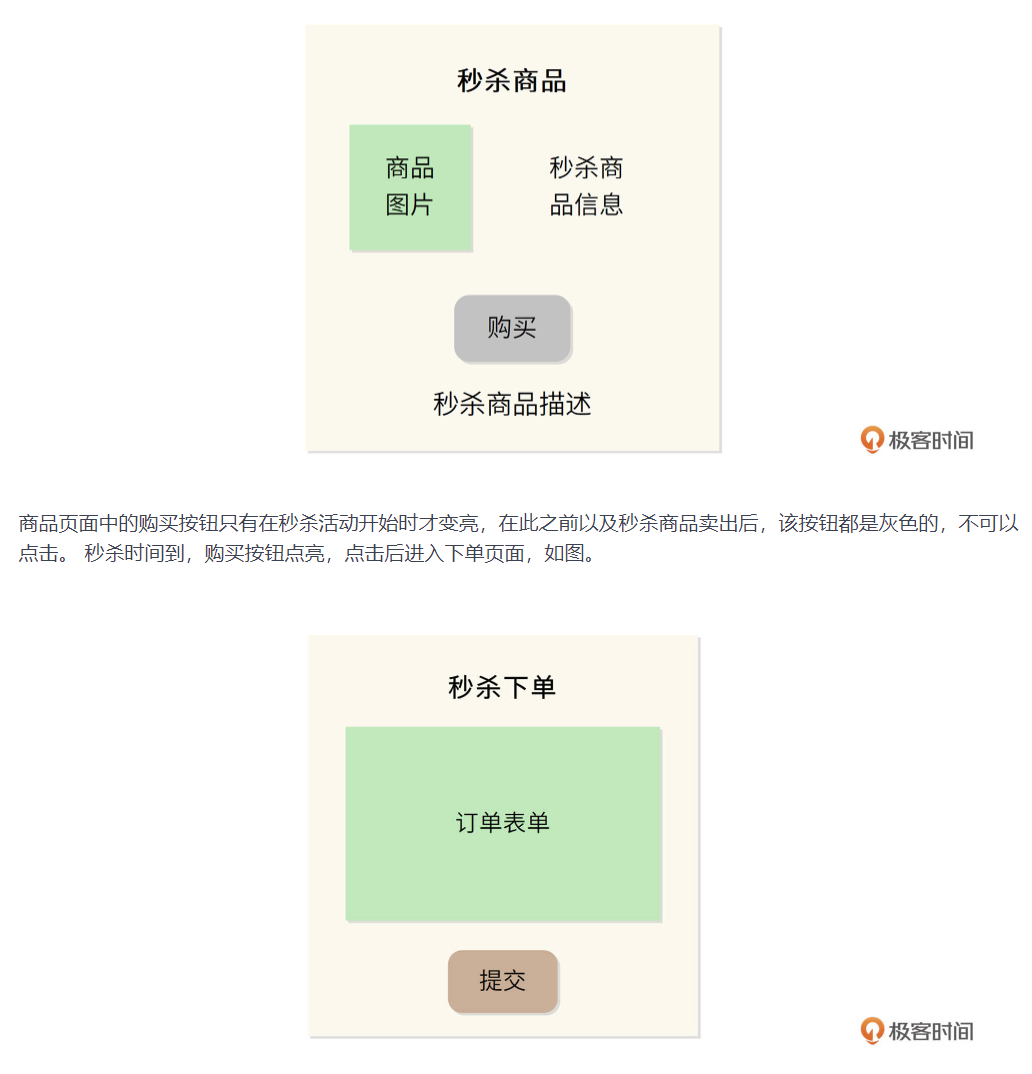 秒杀商品
商品
图片
秒杀商
品信息
购买
秒杀商品描述
极客时间
商品页面中的购买按钮只有在秒杀活动开始时才变亮，在此之前以及秒杀商品卖出后，该按钮都是灰色的，不可以
点击。 秒杀时间到，购买按钮点亮，点击后进入下单页面，如图。
秒杀下单
订单表单
提交
极客时间